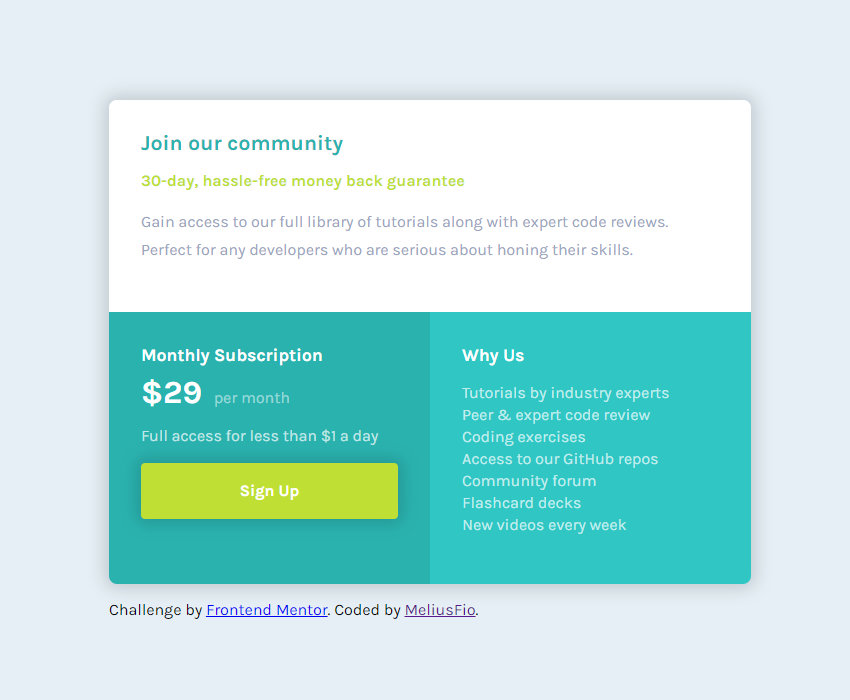 Join our community
30-day, hassle-free money back guarantee
Gain access to our full library of tutorials along with expert code reviews.
Perfect for any developers who are serious about honing their skills.
Monthly Subscription
$29 per month
Full access for less than $1 a day
Sign Up
Why Us
Tutorials by industry experts
Peer & expert code review
Coding exercises
Access to our GitHub repos
Community forum
Flashcard decks
New videos every week
Challenge by Frontend Mentor. Coded by MeliusFio.